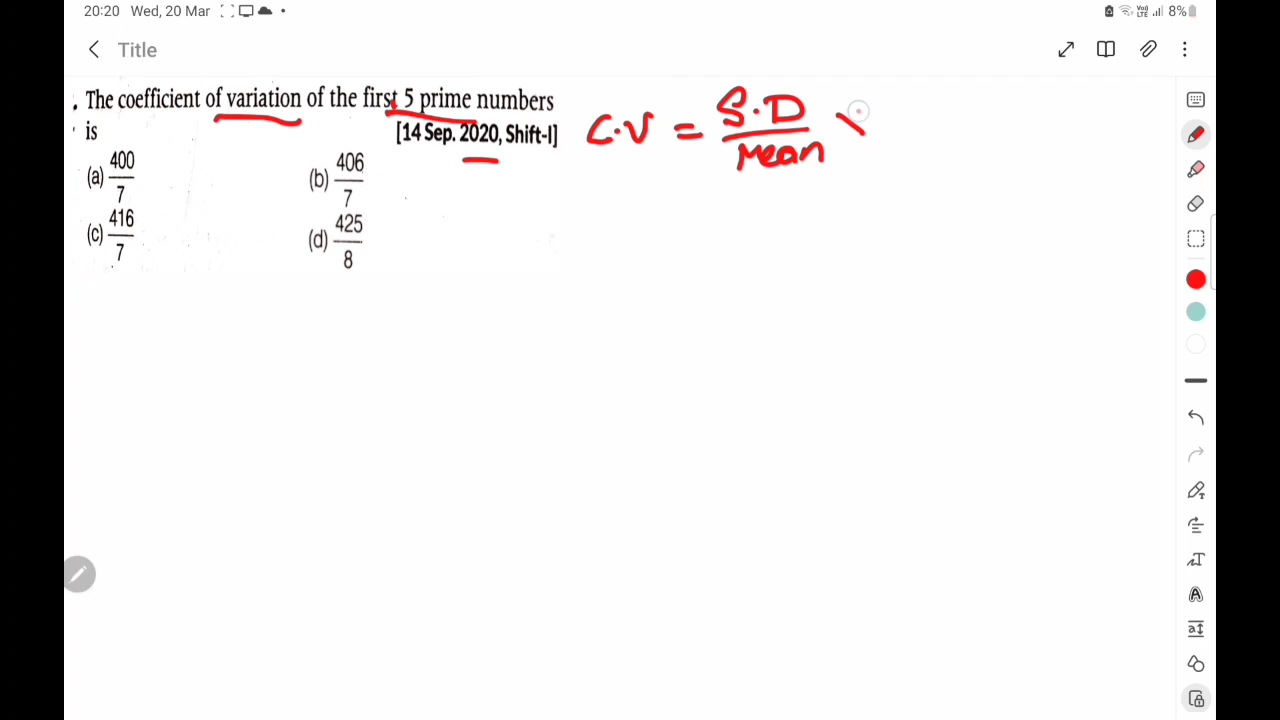 20:20 Wed, 20 Mar
8%
Title
. The coefficient of variation of the first 5 prime numbers
is [14 Sep. 2020, Shift-I]
(a) 400/7 (b) 406/7
(c) 416/7 (d) 425/8
C.V = S.D/Mean